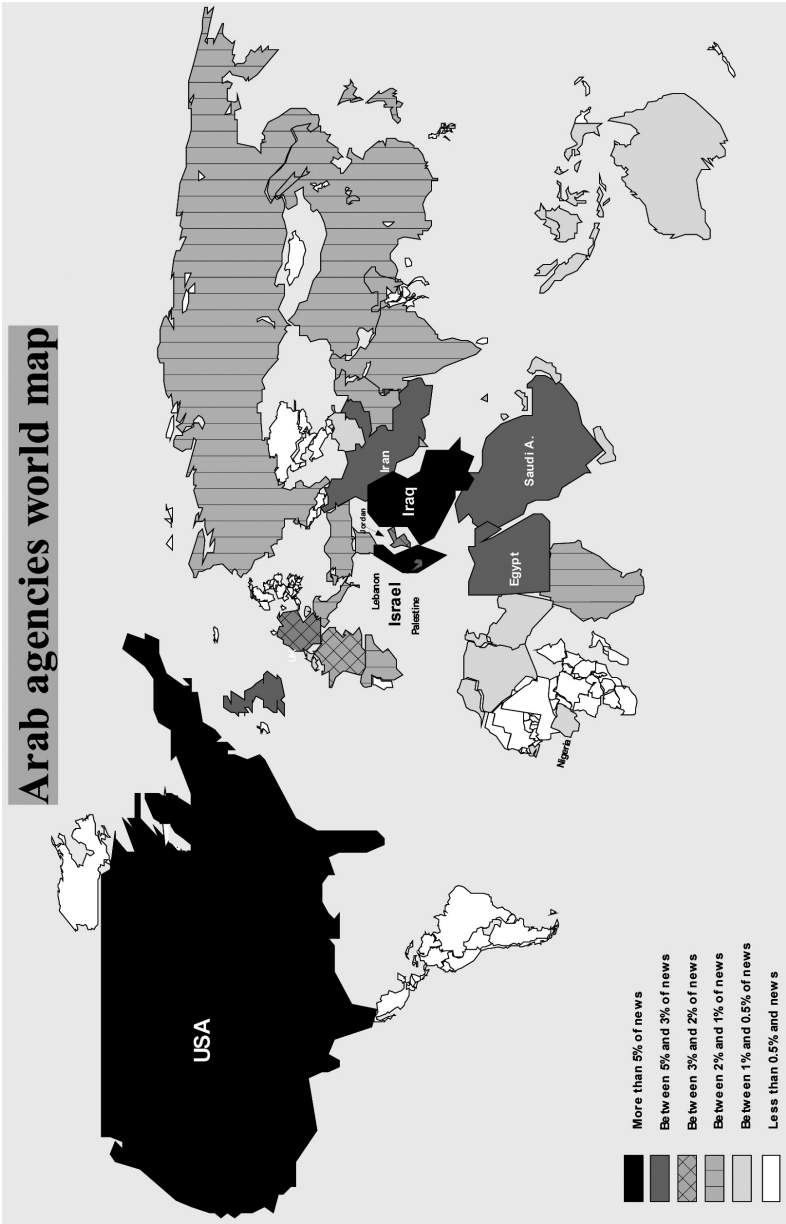 Arab agencies world map
USA
Iran
Iraq
Jordan
Lebanon
Israel
Palestine
Saudi A.
Egypt
Nigeria
More than 5% of news
Between 5% and 3% of news
Between 3% and 2% of news
Between 2% and 1% of news
Between 1% and 0.5% of news
Less than 0.5% and news